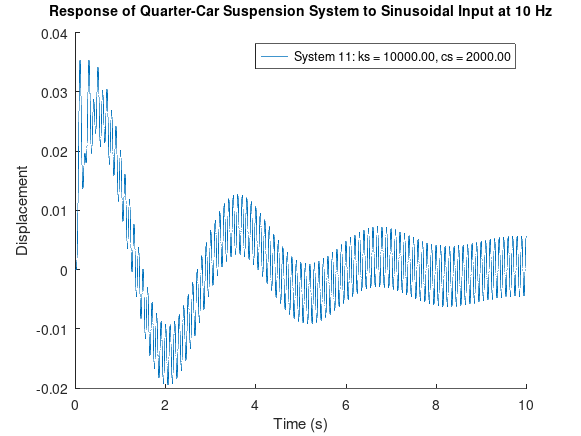 Response of Quarter-Car Suspension System to Sinusoidal Input at 10 Hz
System 11: ks = 10000.00, cs = 2000.00
Displacement
0.04
0.03
0.02
0.01
0
-0.01
-0.02
0 2 4 6 8 10
Time (s)